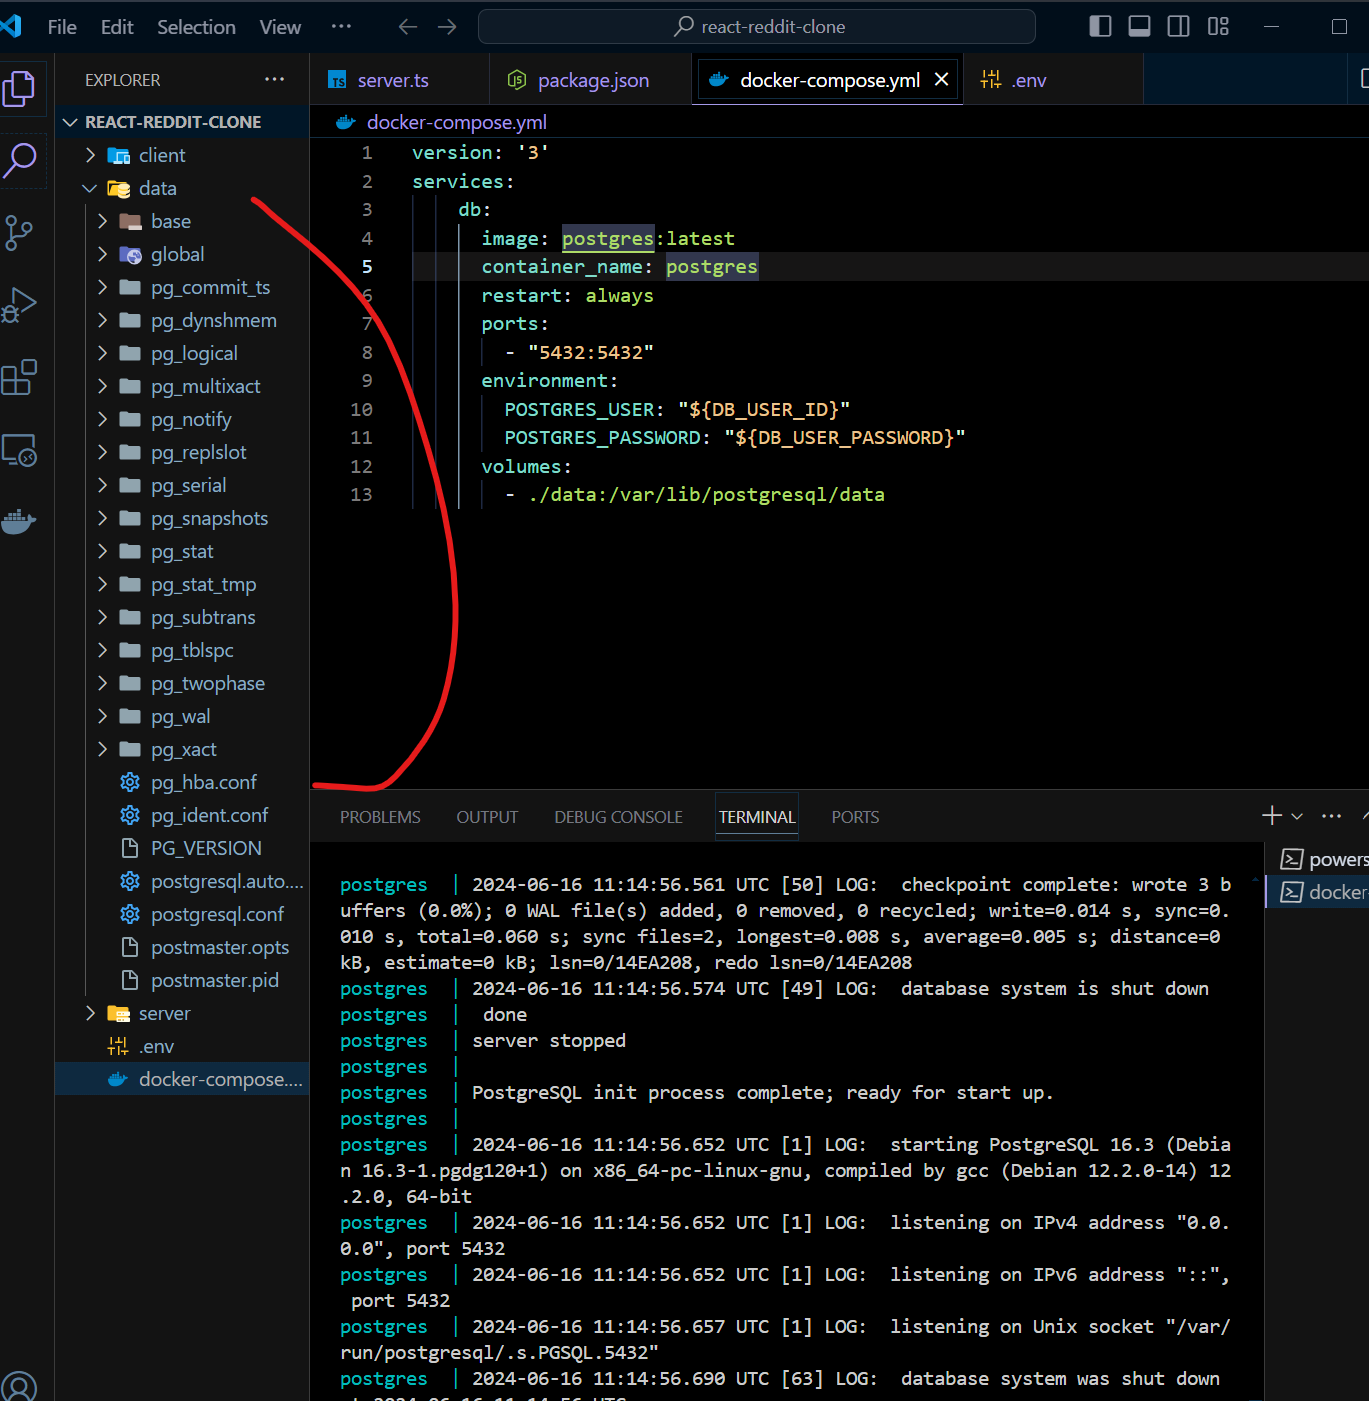 File Edit Selection View ··· react-reddit-clone
EXPLORER ···
REACT-REDDIT-CLONE
client
data
base
global
pg_commit_ts
pg_dynshmem
pg_logical
pg_multixact
pg_notify
pg_replslot
pg_serial
pg_snapshots
pg_stat
pg_stat_tmp
pg_subtrans
pg_tblspc
pg_twophase
pg_wal
pg_xact
pg_hba.conf
pg_ident.conf
PG_VERSION
postgresql.auto....
postgresql.conf
postmaster.opts
postmaster.pid
server
.env
docker-compose....
TS server.ts JS package.json docker-compose.yml .env
docker-compose.yml
1 version: '3'
2 services:
3 db:
4 image: postgres:latest
5 container_name: postgres
6 restart: always
7 ports:
8 - "5432:5432"
9 environment:
10 POSTGRES_USER: "${DB_USER_ID}"
11 POSTGRES_PASSWORD: "${DB_USER_PASSWORD}"
12 volumes:
13 - ./data:/var/lib/postgresql/data
PROBLEMS OUTPUT DEBUG CONSOLE TERMINAL PORTS ···
postgres | 2024-06-16 11:14:56.561 UTC [50] LOG:  checkpoint complete: wrote 3 b
uffers (0.0%); 0 WAL file(s) added, 0 removed, 0 recycled; write=0.014 s, sync=0.
010 s, total=0.060 s; sync files=2, longest=0.008 s, average=0.005 s; distance=0
kB, estimate=0 kB; lsn=0/14EA208, redo lsn=0/14EA208
postgres | 2024-06-16 11:14:56.574 UTC [49] LOG:  database system is shut down
postgres |  done
postgres | server stopped
postgres |
postgres | PostgreSQL init process complete; ready for start up.
postgres |
postgres | 2024-06-16 11:14:56.652 UTC [1] LOG:  starting PostgreSQL 16.3 (Debia
n 16.3-1.pgdg120+1) on x86_64-pc-linux-gnu, compiled by gcc (Debian 12.2.0-14) 12
.2.0, 64-bit
postgres | 2024-06-16 11:14:56.652 UTC [1] LOG:  listening on IPv4 address "0.0.
0.0", port 5432
postgres | 2024-06-16 11:14:56.652 UTC [1] LOG:  listening on IPv6 address "::",
port 5432
postgres | 2024-06-16 11:14:56.657 UTC [1] LOG:  listening on Unix socket "/var/
run/postgresql/.s.PGSQL.5432"
postgres | 2024-06-16 11:14:56.690 UTC [63] LOG:  database system was shut down
powers
docker-